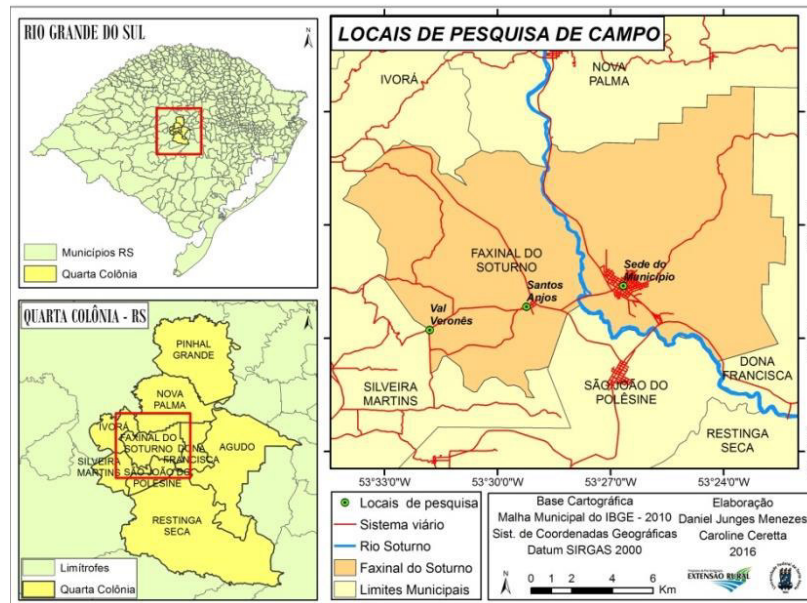 RIO GRANDE DO SUL
N
Municípios RS
Quarta Colônia
QUARTA COLÔNIA - RS
N
PINHAL
GRANDE
NOVA
PALMA
IVORÁ
FAXINAL DO
SOTURNO
DONA
FRANCISCA
AGUDO
SILVEIRA
MARTINS
SÃO JOÃO DO
POLÊSINE
RESTINGA
SECA
Limítrofes
Quarta Colônia
LOCAIS DE PESQUISA DE CAMPO
IVORÁ
NOVA
PALMA
FAXINAL DO
SOTURNO
Sede do
Município
Santos
Anjos
Val
Veronês
SILVEIRA
MARTINS
SÃO JOÃO DO
POLÊSINE
DONA
FRANCISCA
RESTINGA
SECA
53°33'0"W 53°30'0"W 53°27'0"W 53°24'0"W
Locais de pesquisa
Sistema viário
Rio Soturno
Faxinal do Soturno
Limites Municipais
Base Cartográfica
Malha Municipal do IBGE - 2010
Sist. de Coordenadas Geográficas
Datum SIRGAS 2000
Elaboração
Daniel Junges Menezes
Caroline Ceretta
2016
N
0 1 2 4 6
Km
EXTENSÃO RURAL